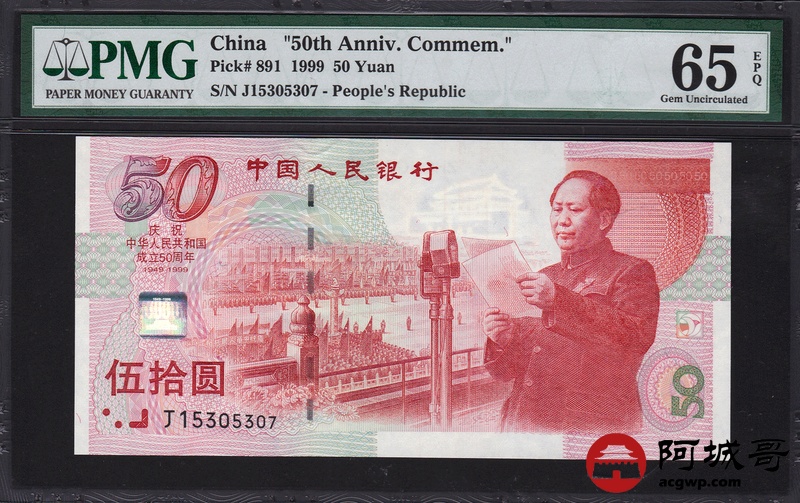 PMG
PAPER MONEY GUARANTY
China "50th Anniv. Commem."
Pick# 891 1999 50 Yuan
S/N J15305307 - People's Republic
65
EPQ
Gem Uncirculated
50
中国人民银行
庆祝
中华人民共和国
成立50周年
1949-1999
伍拾圆
J15305307
50
阿城哥
acgwp.com